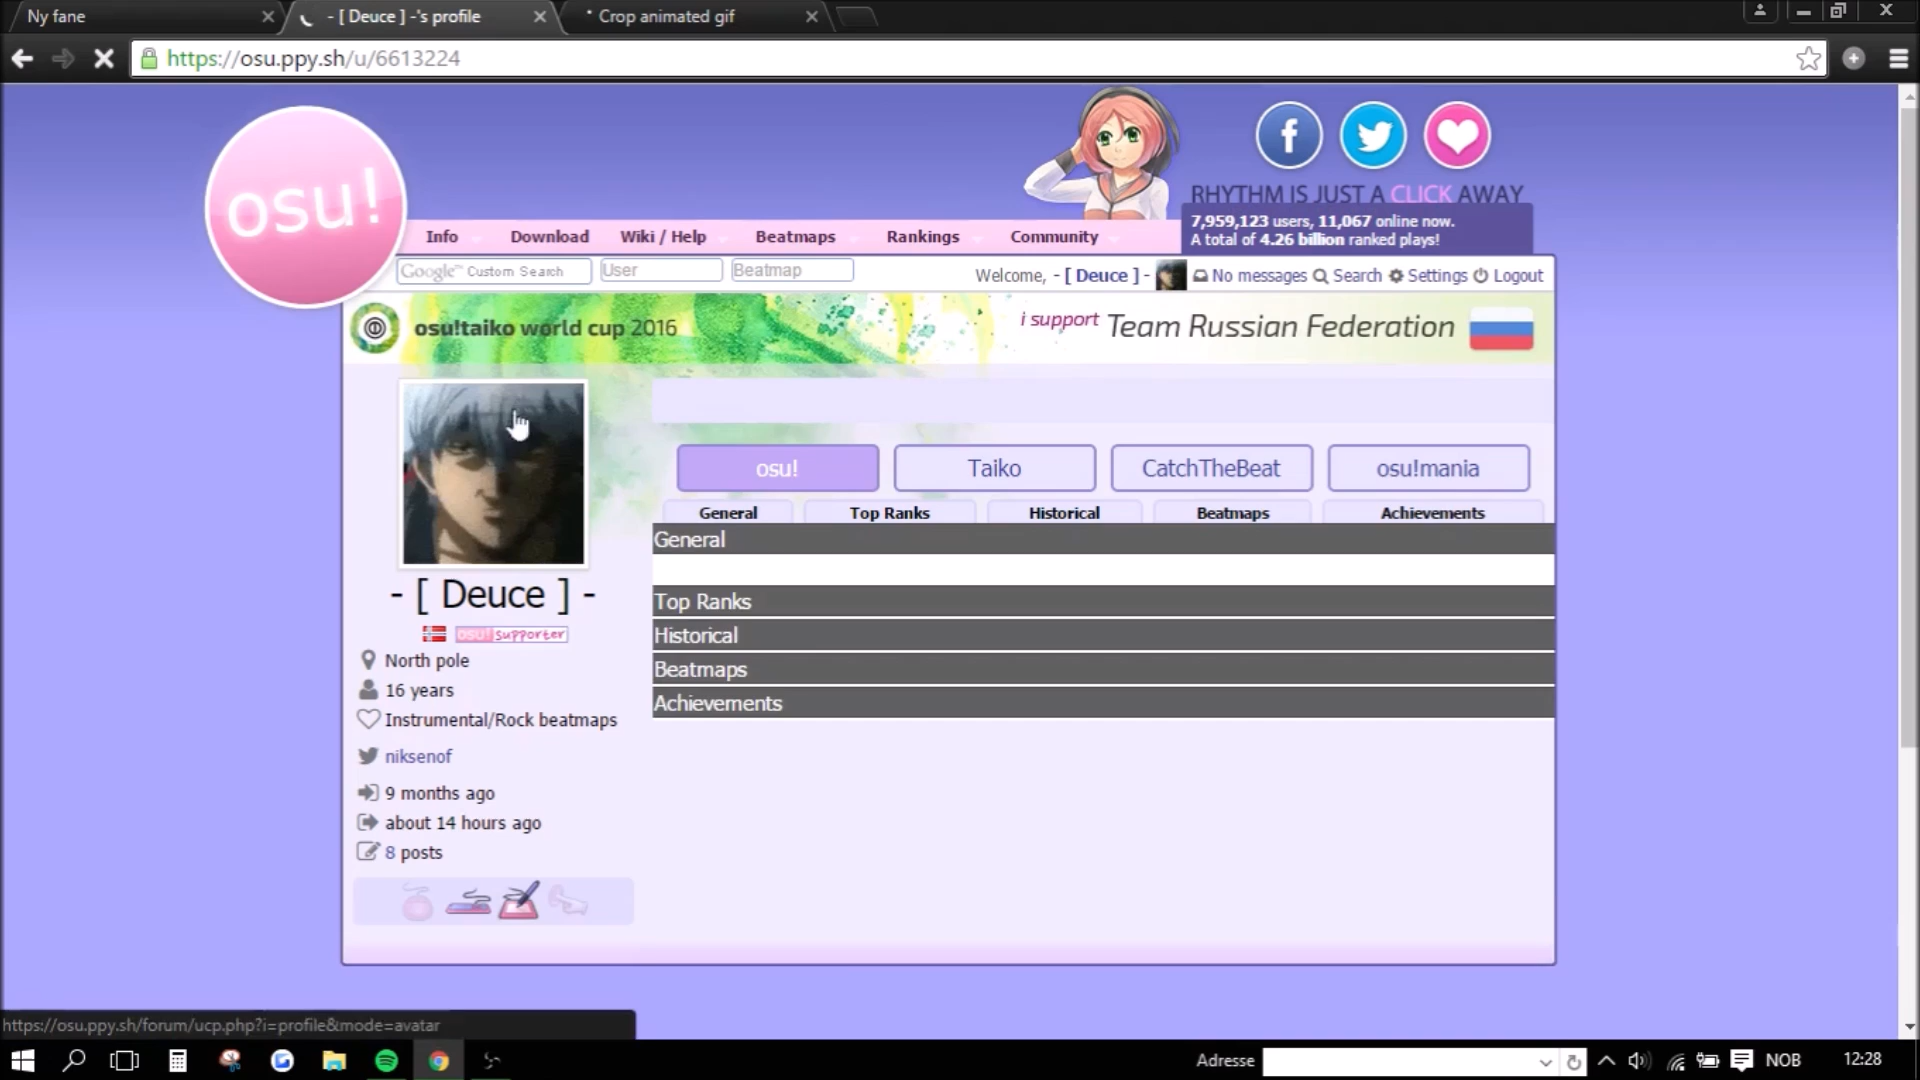 Ny fane
- [ Deuce ] -'s profile
Crop animated gif
https://osu.ppy.sh/u/6613224
osu!
RHYTHM IS JUST A CLICK AWAY
7,959,123 users, 11,067 online now.
A total of 4.26 billion ranked plays!
Info Download Wiki / Help Beatmaps Rankings Community
Google™ Custom Search User Beatmap
Welcome, - [ Deuce ] - No messages Search Settings Logout
osu!taiko world cup 2016
i support Team Russian Federation
osu! Taiko CatchTheBeat osu!mania
General Top Ranks Historical Beatmaps Achievements
General
Top Ranks
Historical
Beatmaps
Achievements
- [ Deuce ] -
osu! supporter
North pole
16 years
Instrumental/Rock beatmaps
niksenof
9 months ago
about 14 hours ago
8 posts
https://osu.ppy.sh/forum/ucp.php?i=profile&mode=avatar
Adresse
NOB
12:28